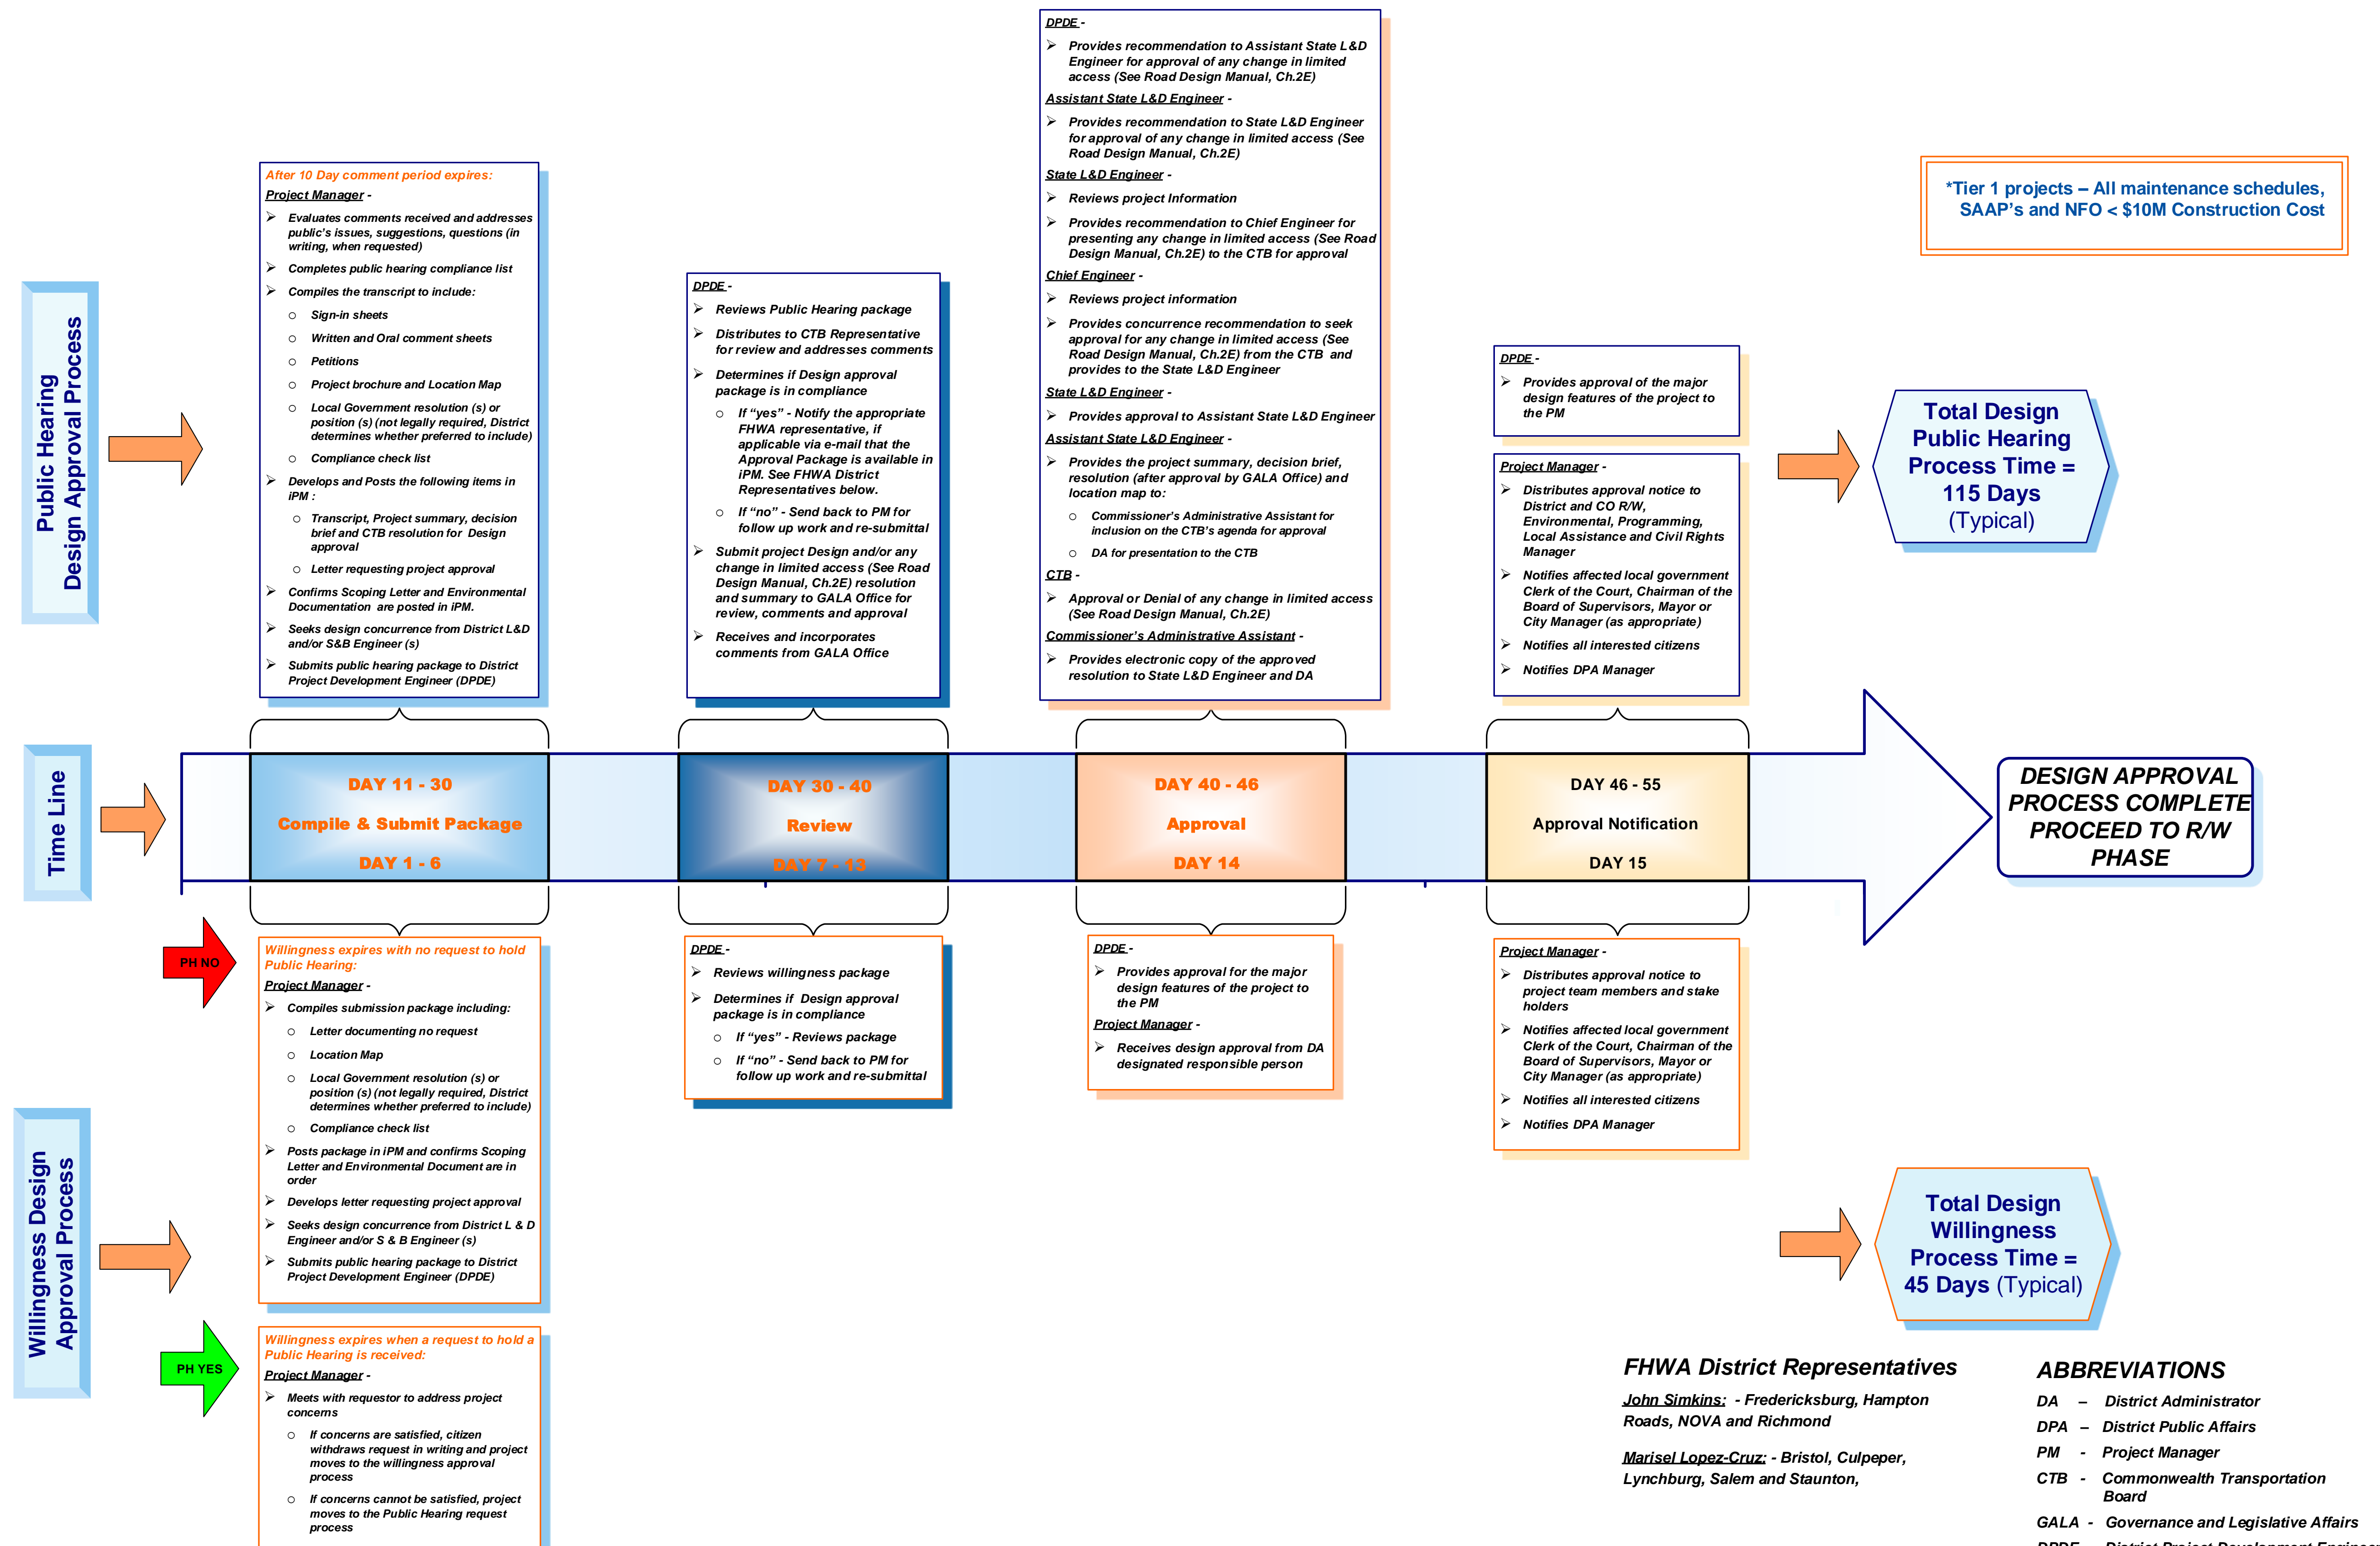 Public Hearing
Design Approval Process
After 10 Day comment period expires:
Project Manager -
➢ Evaluates comments received and addresses
public's issues, suggestions, questions (in
writing, when requested)
➢ Completes public hearing compliance list
➢ Compiles the transcript to include:
o Sign-in sheets
o Written and Oral comment sheets
o Petitions
o Project brochure and Location Map
o Local Government resolution (s) or
position (s) (not legally required, District
determines whether preferred to include)
o Compliance check list
➢ Develops and Posts the following items in
iPM :
o Transcript, Project summary, decision
brief and CTB resolution for Design
approval
o Letter requesting project approval
➢ Confirms Scoping Letter and Environmental
Documentation are posted in iPM.
➢ Seeks design concurrence from District L&D
and/or S&B Engineer (s)
➢ Submits public hearing package to District
Project Development Engineer (DPDE)
DPDE -
➢ Reviews Public Hearing package
➢ Distributes to CTB Representative
for review and addresses comments
➢ Determines if Design approval
package is in compliance
o If “yes” - Notify the appropriate
FHWA representative, if
applicable via e-mail that the
Approval Package is available in
iPM. See FHWA District
Representatives below.
o If “no” - Send back to PM for
follow up work and re-submittal
➢ Submit project Design and/or any
change in limited access (See Road
Design Manual, Ch.2E) resolution
and summary to GALA Office for
review, comments and approval
➢ Receives and incorporates
comments from GALA Office
DPDE -
➢ Provides recommendation to Assistant State L&D
Engineer for approval of any change in limited
access (See Road Design Manual, Ch.2E)
Assistant State L&D Engineer -
➢ Provides recommendation to State L&D Engineer
for approval of any change in limited access (See
Road Design Manual, Ch.2E)
State L&D Engineer -
➢ Reviews project Information
➢ Provides recommendation to Chief Engineer for
presenting any change in limited access (See Road
Design Manual, Ch.2E) to the CTB for approval
Chief Engineer -
➢ Reviews project information
➢ Provides concurrence recommendation to seek
approval for any change in limited access (See
Road Design Manual, Ch.2E) from the CTB and
provides to the State L&D Engineer
State L&D Engineer -
➢ Provides approval to Assistant State L&D Engineer
Assistant State L&D Engineer -
➢ Provides the project summary, decision brief,
resolution (after approval by GALA Office) and
location map to:
o Commissioner's Administrative Assistant for
inclusion on the CTB's agenda for approval
o DA for presentation to the CTB
CTB -
➢ Approval or Denial of any change in limited access
(See Road Design Manual, Ch.2E)
Commissioner's Administrative Assistant -
➢ Provides electronic copy of the approved
resolution to State L&D Engineer and DA
DPDE -
➢ Provides approval of the major
design features of the project to
the PM
Project Manager -
➢ Distributes approval notice to
District and CO R/W,
Environmental, Programming,
Local Assistance and Civil Rights
Manager
➢ Notifies affected local government
Clerk of the Court, Chairman of the
Board of Supervisors, Mayor or
City Manager (as appropriate)
➢ Notifies all interested citizens
➢ Notifies DPA Manager
*Tier 1 projects – All maintenance schedules,
SAAP's and NFO < $10M Construction Cost
Total Design
Public Hearing
Process Time =
115 Days
(Typical)
Time Line
DAY 11 - 30
Compile & Submit Package
DAY 1 - 6
DAY 30 - 40
Review
DAY 7 - 13
DAY 40 - 46
Approval
DAY 14
DAY 46 - 55
Approval Notification
DAY 15
DESIGN APPROVAL
PROCESS COMPLETE
PROCEED TO R/W
PHASE
Willingness Design
Approval Process
PH NO
Willingness expires with no request to hold
Public Hearing:
Project Manager -
➢ Compiles submission package including:
o Letter documenting no request
o Location Map
o Local Government resolution (s) or
position (s) (not legally required, District
determines whether preferred to include)
o Compliance check list
➢ Posts package in iPM and confirms Scoping
Letter and Environmental Document are in
order
➢ Develops letter requesting project approval
➢ Seeks design concurrence from District L & D
Engineer and/or S & B Engineer (s)
➢ Submits public hearing package to District
Project Development Engineer (DPDE)
PH YES
Willingness expires when a request to hold a
Public Hearing is received:
Project Manager -
➢ Meets with requestor to address project
concerns
o If concerns are satisfied, citizen
withdraws request in writing and project
moves to the willingness approval
process
o If concerns cannot be satisfied, project
moves to the Public Hearing request
process
DPDE -
➢ Reviews willingness package
➢ Determines if Design approval
package is in compliance
o If “yes” - Reviews package
o If “no” - Send back to PM for
follow up work and re-submittal
DPDE -
➢ Provides approval for the major
design features of the project to
the PM
Project Manager -
➢ Receives design approval from DA
designated responsible person
Project Manager -
➢ Distributes approval notice to
project team members and stake
holders
➢ Notifies affected local government
Clerk of the Court, Chairman of the
Board of Supervisors, Mayor or
City Manager (as appropriate)
➢ Notifies all interested citizens
➢ Notifies DPA Manager
Total Design
Willingness
Process Time =
45 Days (Typical)
FHWA District Representatives
John Simkins: - Fredericksburg, Hampton
Roads, NOVA and Richmond
Marisel Lopez-Cruz: - Bristol, Culpeper,
Lynchburg, Salem and Staunton,
ABBREVIATIONS
DA – District Administrator
DPA – District Public Affairs
PM - Project Manager
CTB - Commonwealth Transportation
Board
GALA - Governance and Legislative Affairs
DPDE District Project Development